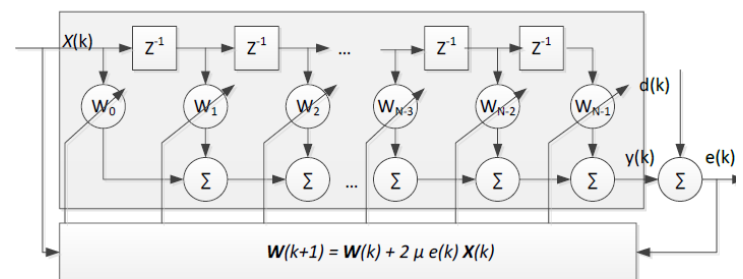 X(k) Z⁻¹ Z⁻¹ ... Z⁻¹ Z⁻¹
W₀ W₁ W₂ W_N-3 W_N-2 W_N-1 d(k)
Σ Σ ... Σ Σ Σ y(k) Σ e(k)
W(k+1) = W(k) + 2 μ e(k) X(k)